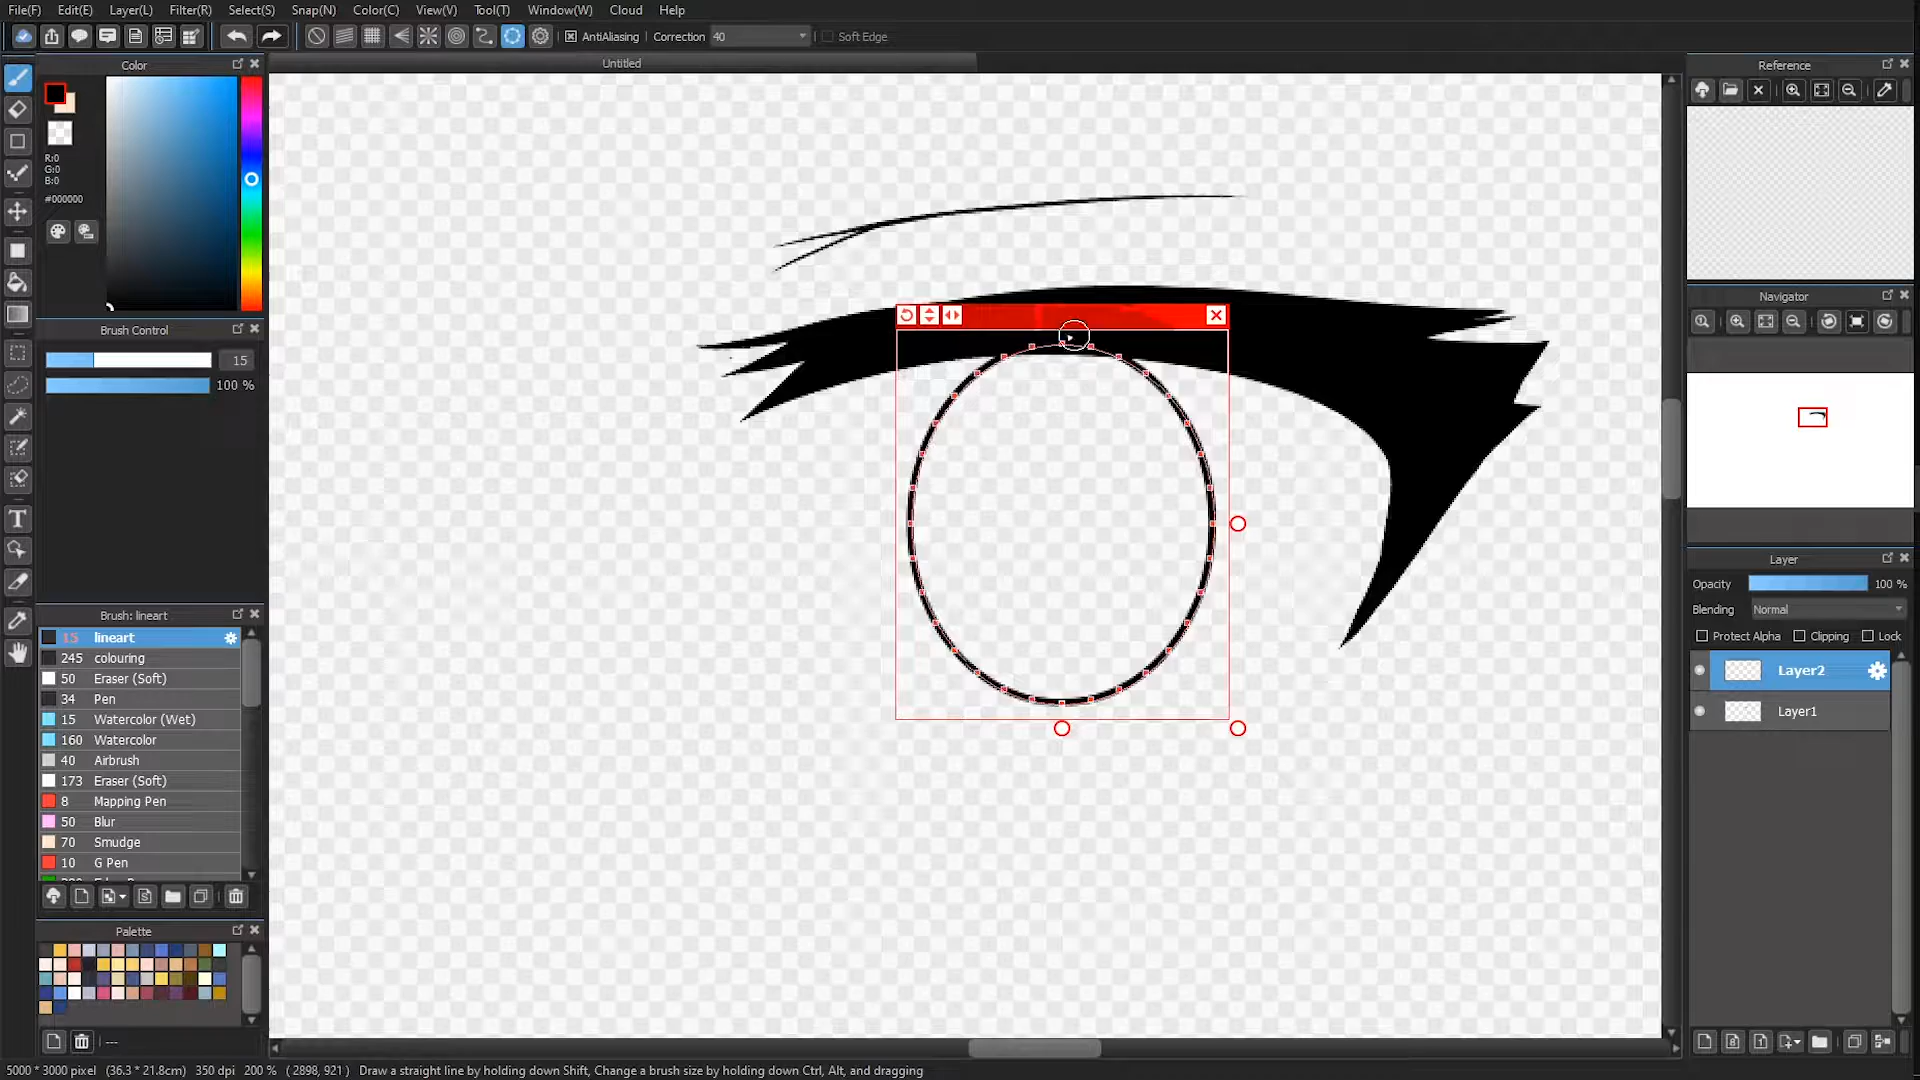 File(F) Edit(E) Layer(L) Filter(R) Select(S) Snap(N) Color(C) View(V) Tool(T) Window(W) Cloud Help
AntiAliasing Correction 40 Soft Edge
Color
R:0
G:0
B:0
#000000
Brush Control
15
100 %
Brush: lineart
15 lineart
245 colouring
50 Eraser (Soft)
34 Pen
15 Watercolor (Wet)
160 Watercolor
40 Airbrush
173 Eraser (Soft)
8 Mapping Pen
50 Blur
70 Smudge
10 G Pen
Palette
---
Untitled
Reference
Navigator
Layer
Opacity 100 %
Blending Normal
Protect Alpha Clipping Lock
Layer2
Layer1
5000 * 3000 pixel (36.3 * 21.8cm) 350 dpi 200 % ( 2898, 921 ) Draw a straight line by holding down Shift, Change a brush size by holding down Ctrl, Alt, and dragging